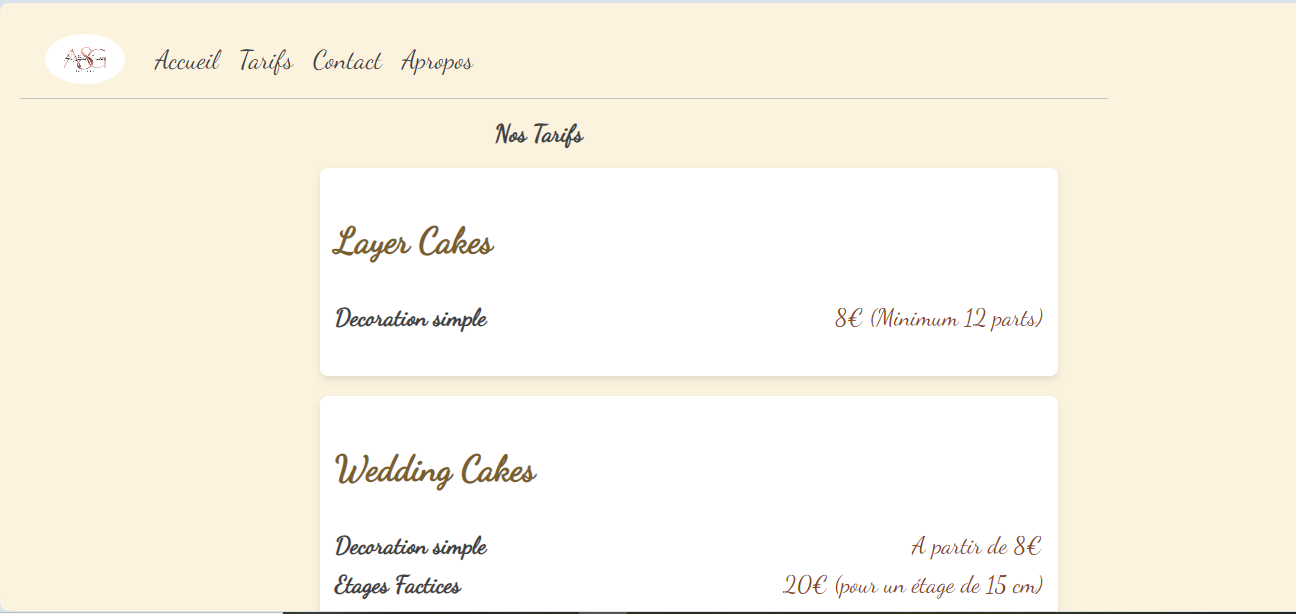 A&G
Accueil Tarifs Contact Apropos
Nos Tarifs
Layer Cakes
Decoration simple 8€ (Minimum 12 parts)
Wedding Cakes
Decoration simple A partir de 8€
Etages Factices 20€ (pour un étage de 15 cm)